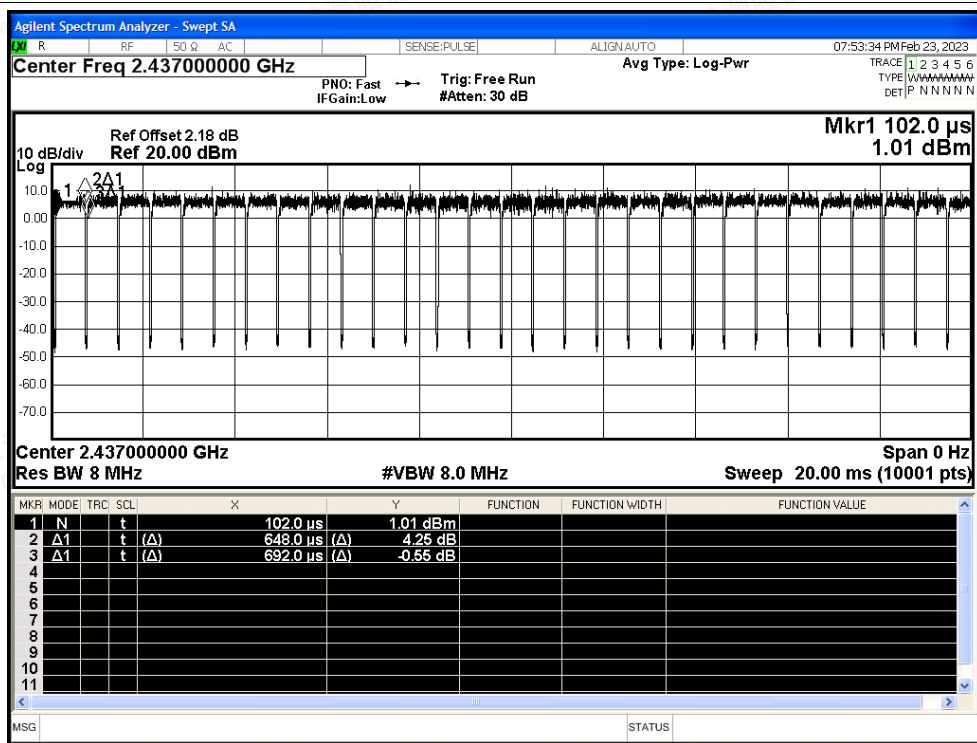 Agilent Spectrum Analyzer - Swept SA
LXI R RF 50 Ω AC SENSE:PULSE ALIGN AUTO 07:53:34 PM Feb 23, 2023
Center Freq 2.437000000 GHz
PNO: Fast
IFGain:Low
Trig: Free Run
#Atten: 30 dB
Avg Type: Log-Pwr
TRACE 1 2 3 4 5 6
TYPE
DET P N N N N N
Mkr1 102.0 µs
1.01 dBm
Ref Offset 2.18 dB
10 dB/div Ref 20.00 dBm
Log
1 2Δ1
3Δ1
10.0
0.00
-10.0
-20.0
-30.0
-40.0
-50.0
-60.0
-70.0
Center 2.437000000 GHz Span 0 Hz
Res BW 8 MHz #VBW 8.0 MHz Sweep 20.00 ms (10001 pts)
MKR MODE TRC SCL X Y FUNCTION FUNCTION WIDTH FUNCTION VALUE
1 N t 102.0 µs 1.01 dBm
2 Δ1 t (Δ) 648.0 µs (Δ) 4.25 dB
3 Δ1 t (Δ) 692.0 µs (Δ) -0.55 dB
4
5
6
7
8
9
10
11
MSG STATUS